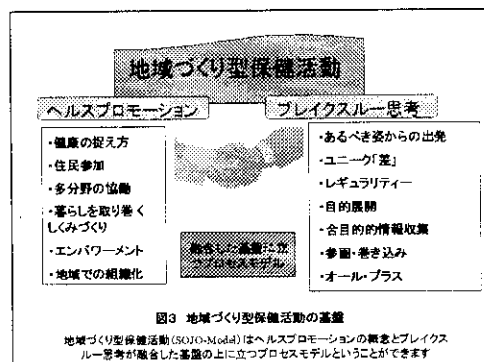 地域づくり型保健活動
ヘルスプロモーション
ブレイクスルー思考
・健康の捉え方
・住民参加
・多分野の協働
・暮らしを取り巻く
しくみづくり
・エンパワーメント
・地域での組織化
・あるべき姿からの出発
・ユニーク「差」
・レギュラリティー
・目的展開
・合目的的情報収集
・参画・巻き込み
・オール・プラス
融合した基盤に立
つプロセスモデル
図3 地域づくり型保健活動の基盤
地域づくり型保健活動(SOJO-Model)はヘルスプロモーションの概念とブレイクス
ルー思考が融合した基盤の上に立つプロセスモデルということができます